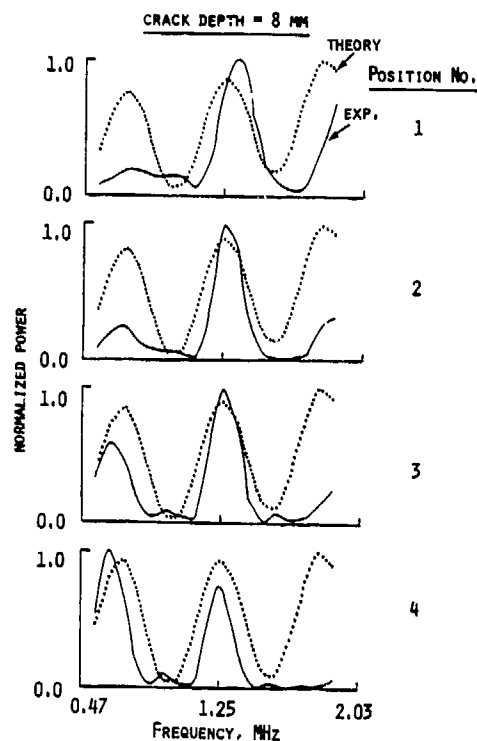 CRACK DEPTH = 8 MM
THEORY
POSITION NO.
1.0
EXP.
1
0.0
1.0
2
NORMALIZED POWER
0.0
1.0
3
0.0
1.0
4
0.0
0.47 1.25 2.03
FREQUENCY, MHZ